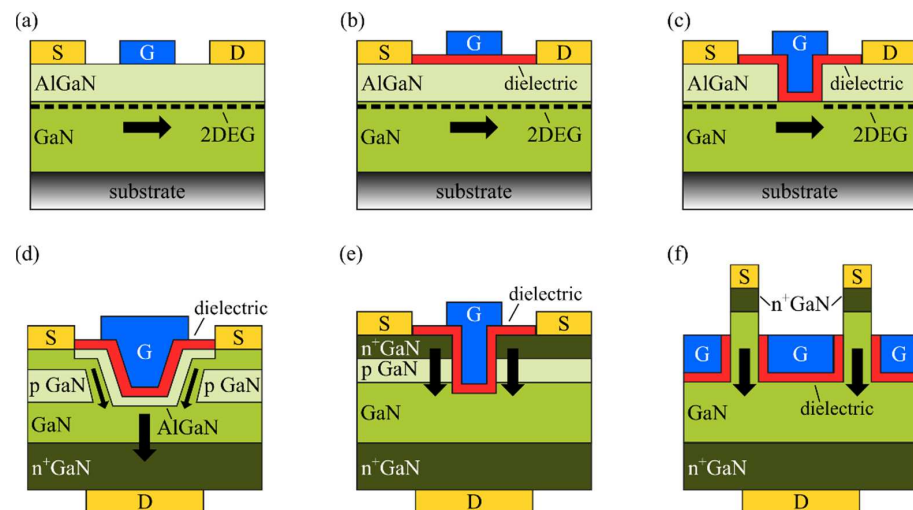 (a)
S
G
D
AlGaN
GaN
2DEG
substrate
(b)
S
G
D
AlGaN
dielectric
GaN
2DEG
substrate
(c)
S
G
D
AlGaN
dielectric
GaN
2DEG
substrate
(d)
dielectric
S
G
S
p GaN
p GaN
GaN
AlGaN
n+GaN
D
(e)
dielectric
S
G
S
n+GaN
p GaN
GaN
n+GaN
D
(f)
S
S
n+GaN
G
G
G
GaN
dielectric
n+GaN
D